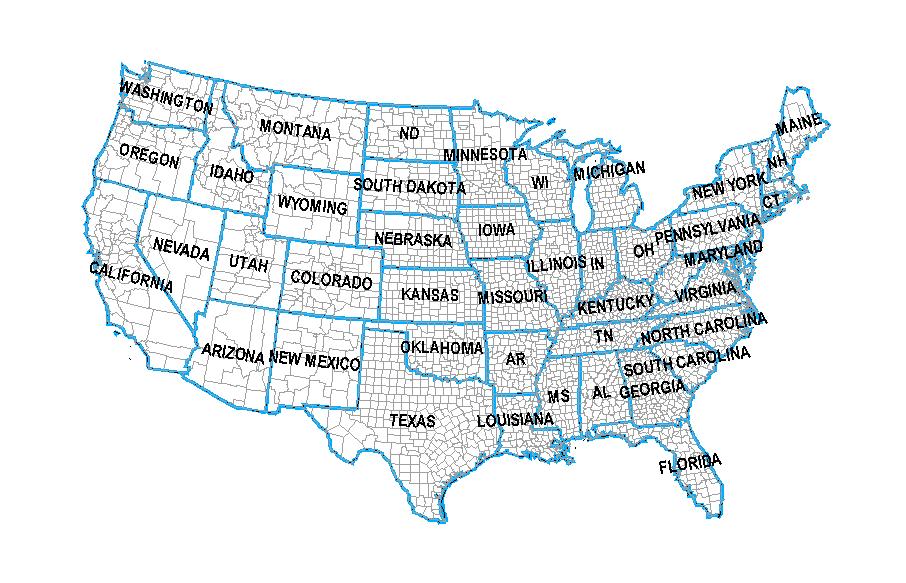 WASHINGTON
MONTANA
ND
MINNESOTA
MAINE
OREGON
IDAHO
WYOMING
SOUTH DAKOTA
WI
MICHIGAN
NH
NEW YORK
CT
NEVADA
UTAH
NEBRASKA
IOWA
ILLINOIS
IN
OH
PENNSYLVANIA
MARYLAND
CALIFORNIA
COLORADO
KANSAS
MISSOURI
KENTUCKY
VIRGINIA
ARIZONA
NEW MEXICO
OKLAHOMA
AR
TN
NORTH CAROLINA
SOUTH CAROLINA
TEXAS
LOUISIANA
MS
AL
GEORGIA
FLORIDA